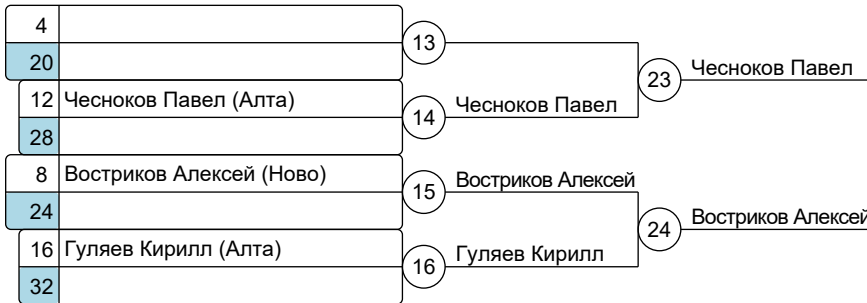 4
13
20
23 Чесноков Павел
12 Чесноков Павел (Алта)
14 Чесноков Павел
28
8 Востриков Алексей (Ново)
15 Востриков Алексей
24
24 Востриков Алексей
16 Гуляев Кирилл (Алта)
16 Гуляев Кирилл
32